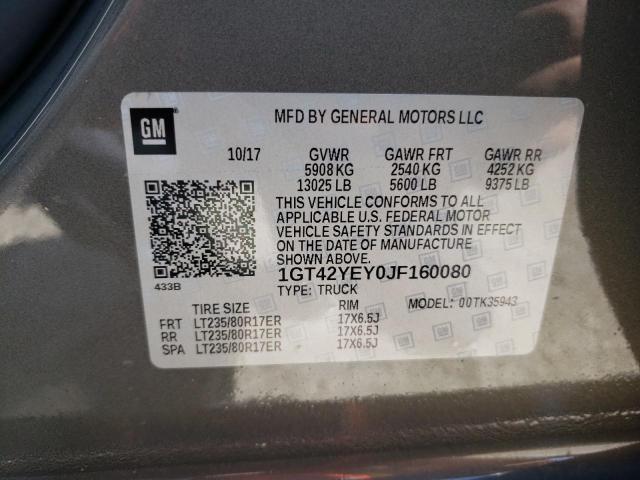 GM
MFD BY GENERAL MOTORS LLC
10/17 GVWR GAWR FRT GAWR RR
5908 KG 2540 KG 4252 KG
13025 LB 5600 LB 9375 LB
THIS VEHICLE CONFORMS TO ALL
APPLICABLE U.S. FEDERAL MOTOR
VEHICLE SAFETY STANDARDS IN EFFECT
ON THE DATE OF MANUFACTURE
SHOWN ABOVE.
433B
1GT42YEY0JF160080
TYPE: TRUCK
TIRE SIZE RIM MODEL: 00TK35943
FRT LT235/80R17ER 17X6.5J
RR LT235/80R17ER 17X6.5J
SPA LT235/80R17ER 17X6.5J